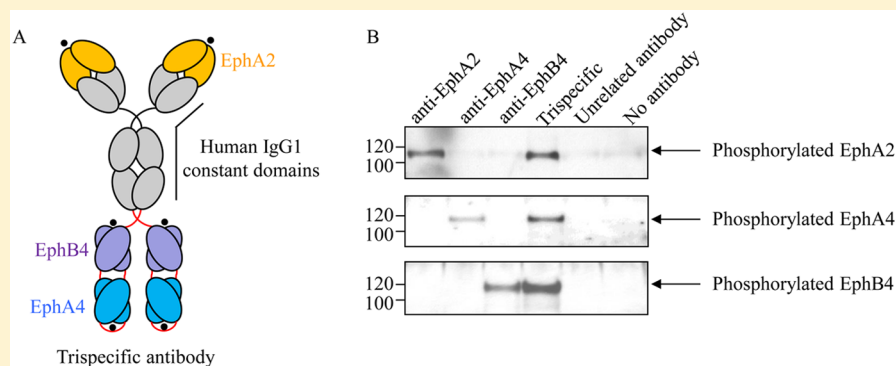 A
EphA2
Human IgG1
constant domains
EphB4
EphA4
Trispecific antibody
B
anti-EphA2
anti-EphA4
anti-EphB4
Trispecific
Unrelated antibody
No antibody
120
100
Phosphorylated EphA2
120
100
Phosphorylated EphA4
120
100
Phosphorylated EphB4